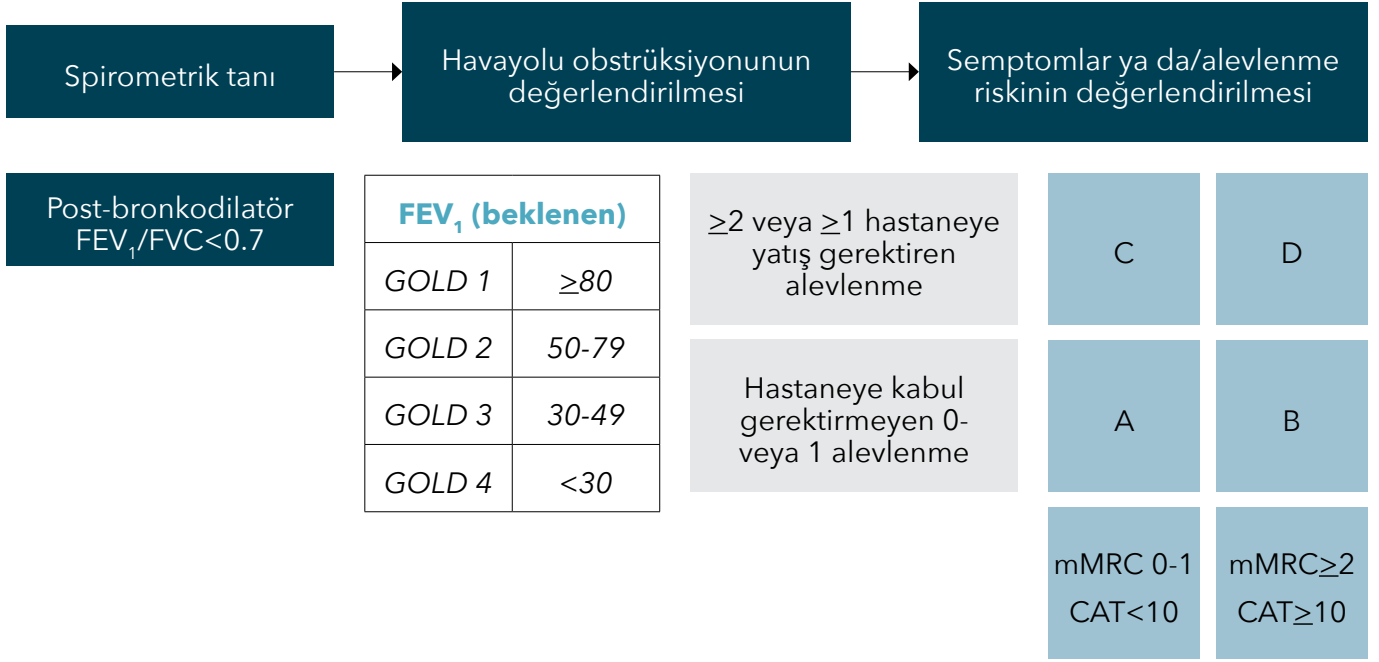 Spirometrik tanı
Havayolu obstrüksiyonunun
değerlendirilmesi
Semptomlar ya da/alevlenme
riskinin değerlendirilmesi
Post-bronkodilatör
FEV₁/FVC<0.7
FEV₁ (beklenen)
GOLD 1 ≥80
GOLD 2 50-79
GOLD 3 30-49
GOLD 4 <30
≥2 veya ≥1 hastaneye
yatış gerektiren
alevlenme
C D
Hastaneye kabul
gerektirmeyen 0-
veya 1 alevlenme
A B
mMRC 0-1
CAT<10
mMRC≥2
CAT≥10